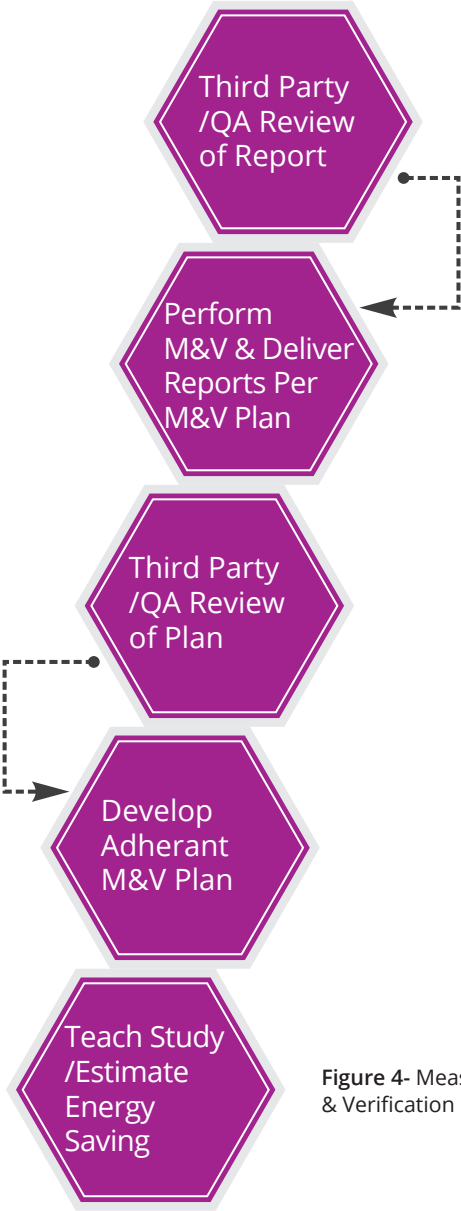 Third Party
/QA Review
of Report
Perform
M&V & Deliver
Reports Per
M&V Plan
Third Party
/QA Review
of Plan
Develop
Adherant
M&V Plan
Teach Study
/Estimate
Energy
Saving
Figure 4- Meas
& Verification